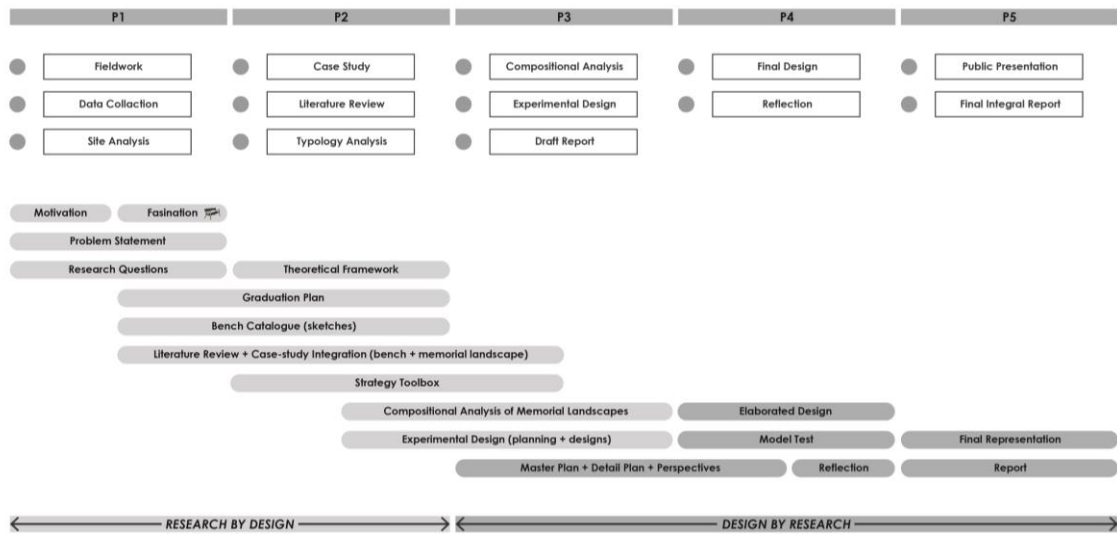 P1 P2 P3 P4 P5
Fieldwork Case Study Compositional Analysis Final Design Public Presentation
Data Collaction Literature Review Experimental Design Reflection Final Integral Report
Site Analysis Typology Analysis Draft Report
Motivation Fasination
Problem Statement
Research Questions Theoretical Framework
Graduation Plan
Bench Catalogue (sketches)
Literature Review + Case-study Integration (bench + memorial landscape)
Strategy Toolbox
Compositional Analysis of Memorial Landscapes Elaborated Design
Experimental Design (planning + designs) Model Test Final Representation
Master Plan + Detail Plan + Perspectives Reflection Report
RESEARCH BY DESIGN DESIGN BY RESEARCH